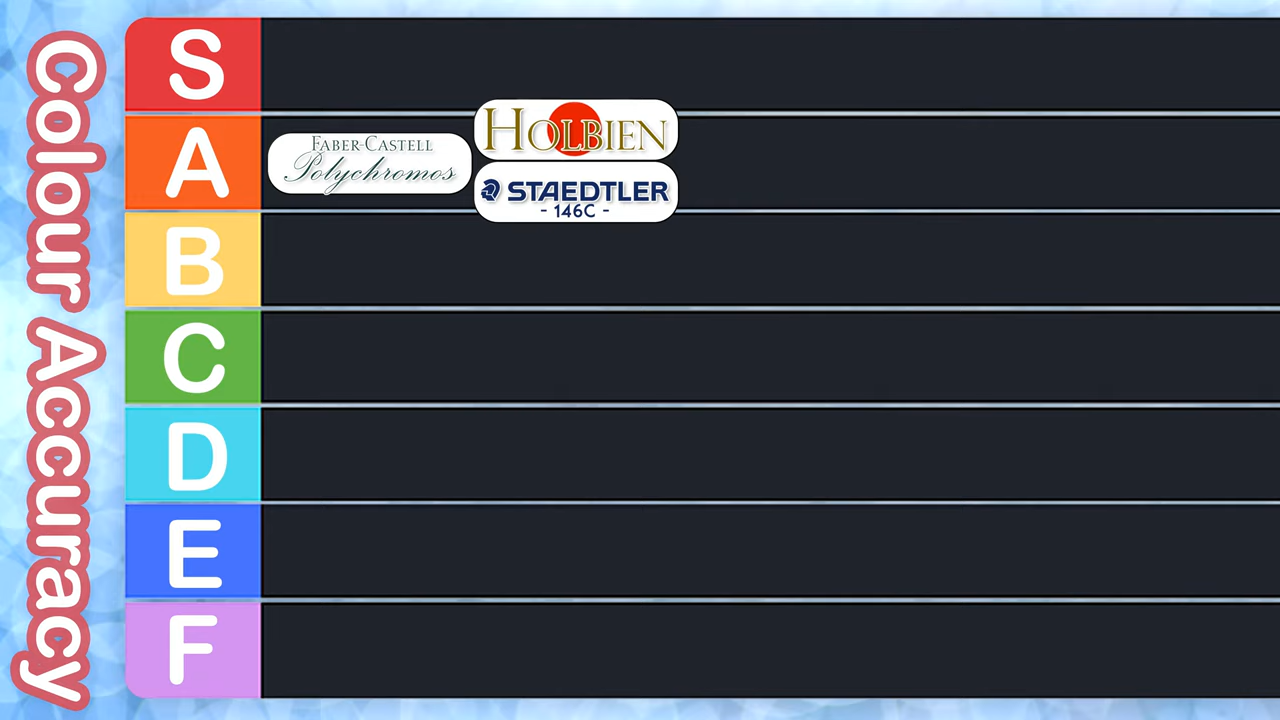 Colour Accuracy
S
A
FABER-CASTELL
Polychromos
HOLBIEN
STAEDTLER
- 146C -
B
C
D
E
F